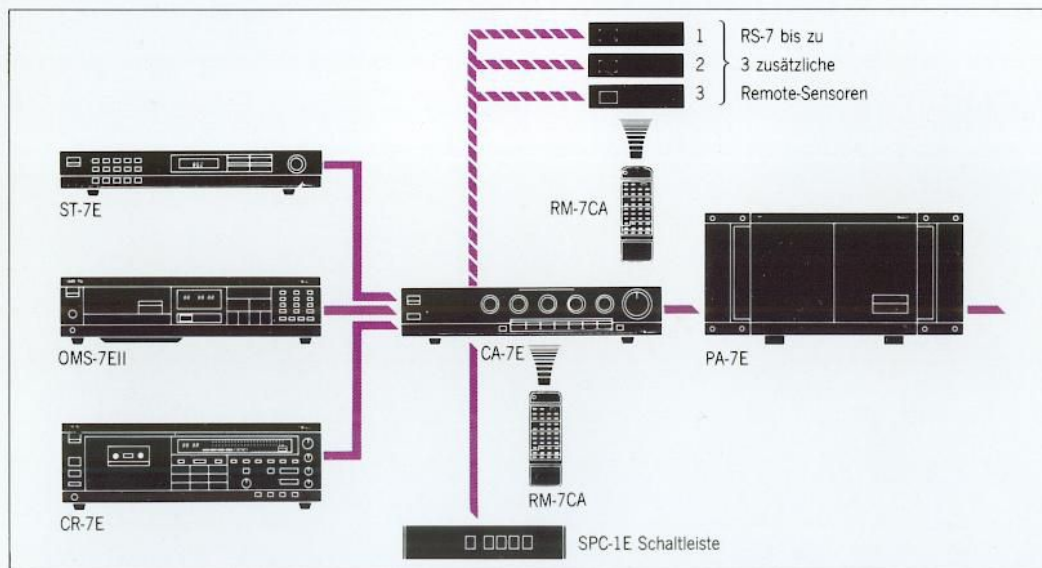 1
2
3
RS-7 bis zu
3 zusätzliche
Remote-Sensoren
ST-7E
RM-7CA
OMS-7EII
CA-7E
PA-7E
CR-7E
RM-7CA
SPC-1E Schaltleiste